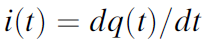 i(t) = dq(t)/dt